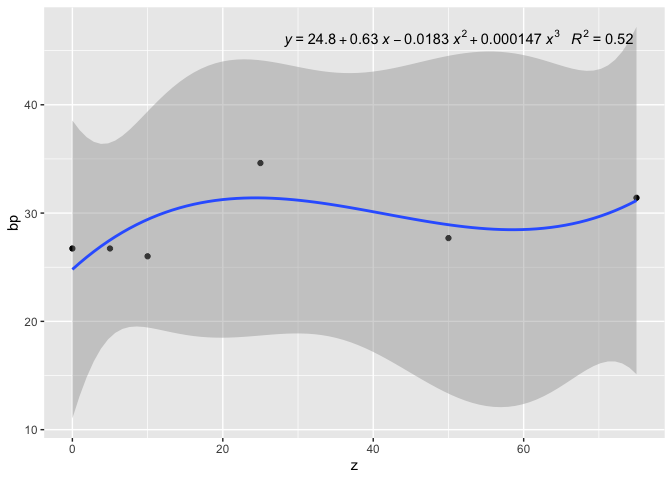 y = 24.8 + 0.63 x − 0.0183 x² + 0.000147 x³ R² = 0.52
40
30
20
10
bp
0 20 40 60
z